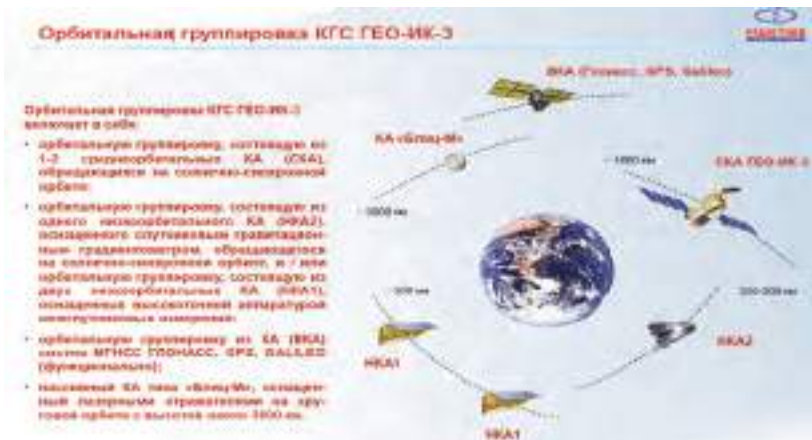 Орбитальная группировка КГС ГЕО-ИК-3
Орбитальная группировка КГС ГЕО-ИК-3
включает в себя:
• орбитальную группировку, состоящую из
1-2 среднеорбитальных КА (СКА),
обращающихся на солнечно-синхронной
орбите
• орбитальную группировку, состоящую из
одного низкоорбитального КА (НКА2),
оснащенного спутниковым гравитацион-
ным градиентометром, обращающегося
на солнечно-синхронной орбите, и / или
орбитальную группировку, состоящую из
двух низкоорбитальных КА (НКА1),
оснащенных высокоточной аппаратурой
межспутниковых измерений;
• орбитальную группировку из КА (ВКА)
систем МГНСС ГЛОНАСС, GPS, GALILEO
(функционально);
• пассивный КА типа «Блиц-М», оснащен-
ный лазерными отражателями на кру-
говой орбите с высотой около
ВКА (Глонасс, GPS, Galileo)
КА «Блиц-М»
~ 1000 км
СКА ГЕО-ИК-3
НКА1
НКА2
НКА1